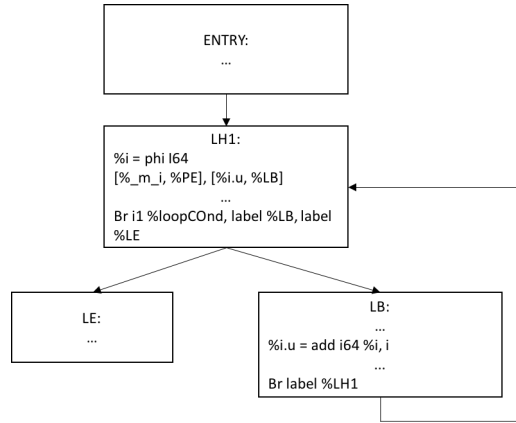 ENTRY:
...
LH1:
%i = phi I64
[%_m_i, %PE], [%i.u, %LB]
...
Br i1 %loopCOnd, label %LB, label
%LE
LE:
...
LB:
...
%i.u = add i64 %i, i
...
Br label %LH1